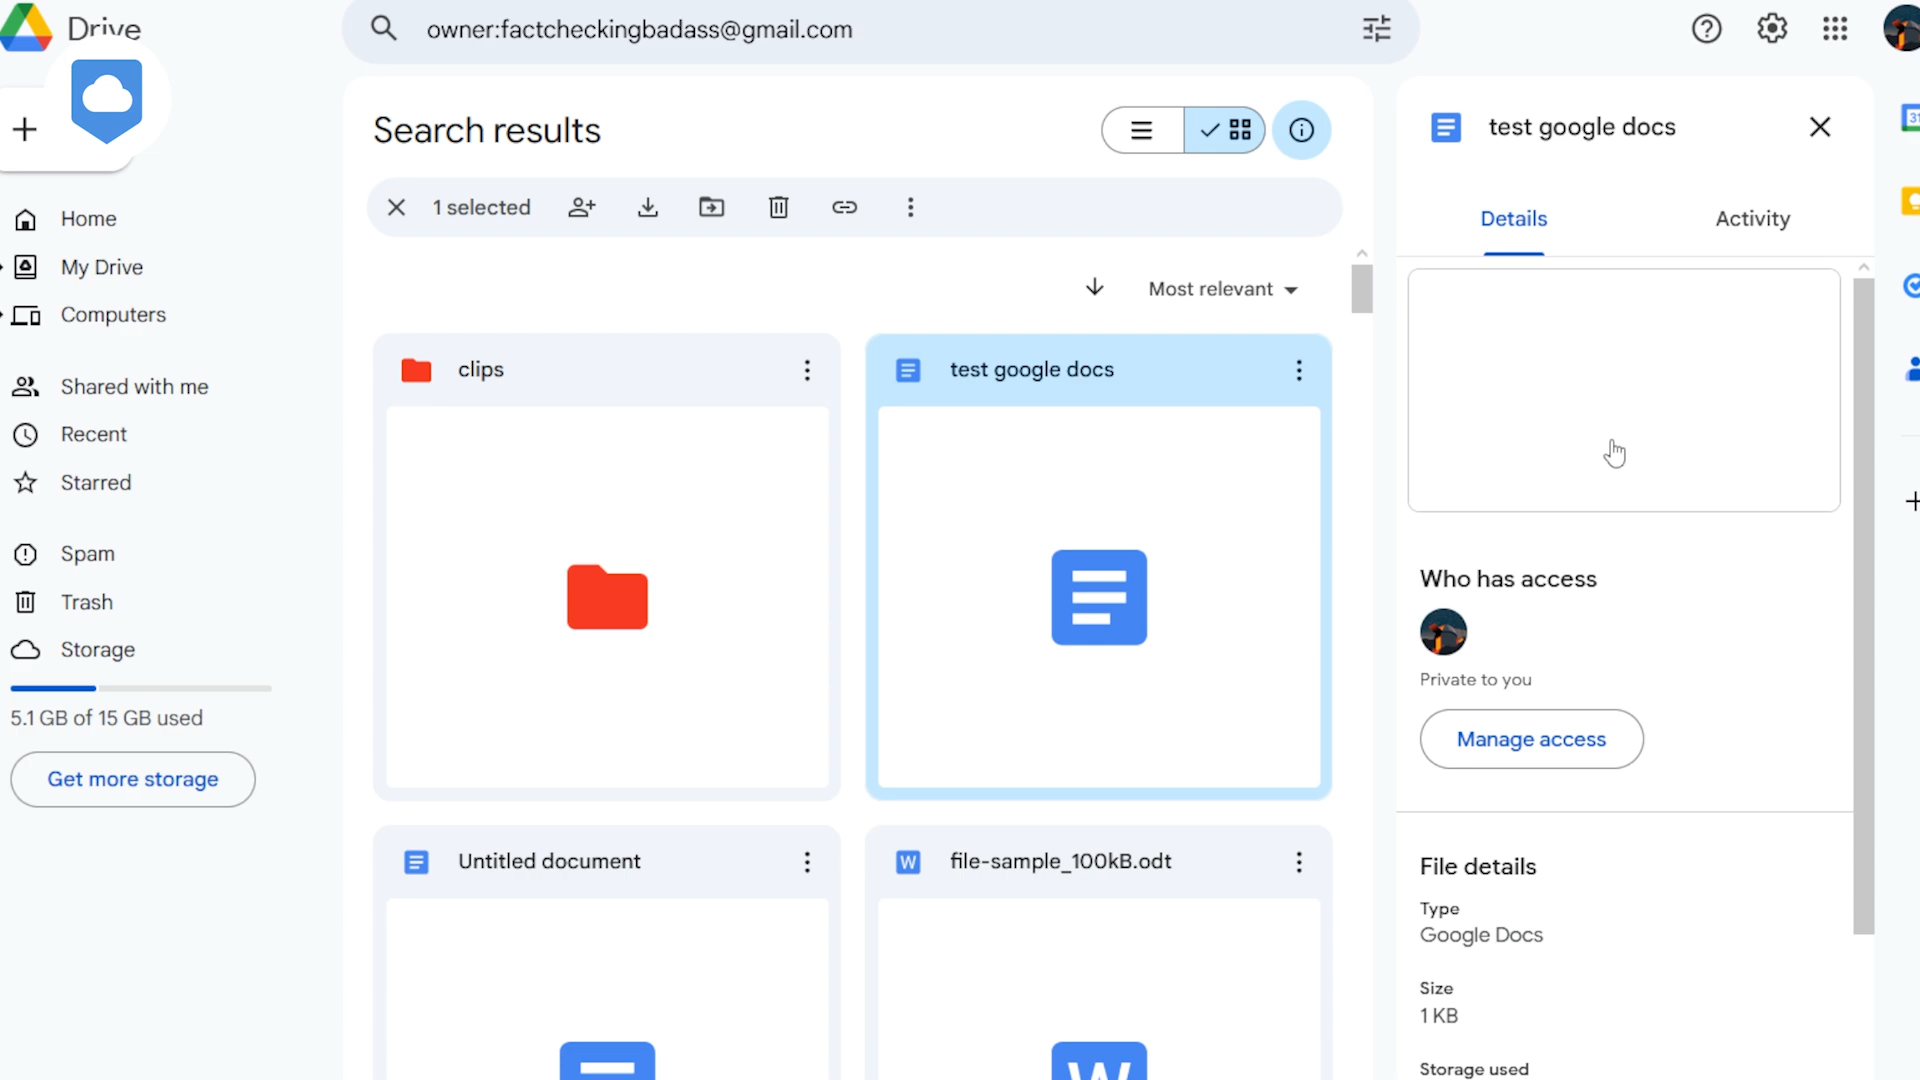 Drive
owner:factcheckingbadass@gmail.com
Search results
test google docs
1 selected
Home
My Drive
Computers
Shared with me
Recent
Starred
Spam
Trash
Storage
5.1 GB of 15 GB used
Get more storage
Most relevant
clips
test google docs
Untitled document
W file-sample_100kB.odt
W
Details
Activity
Who has access
Private to you
Manage access
File details
Type
Google Docs
Size
1 KB
Storage used
31